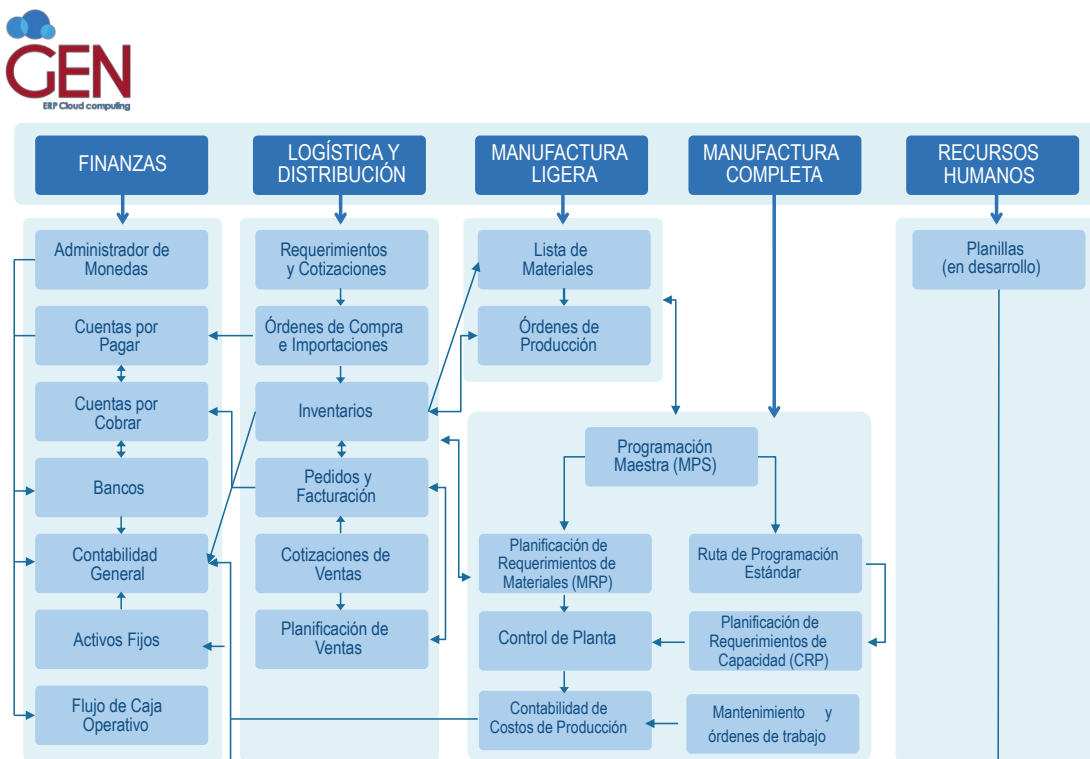 GEN
ERP Cloud computing
FINANZAS
LOGÍSTICA Y
DISTRIBUCIÓN
MANUFACTURA
LIGERA
MANUFACTURA
COMPLETA
RECURSOS
HUMANOS
Administrador de
Monedas
Cuentas por
Pagar
Cuentas por
Cobrar
Bancos
Contabilidad
General
Activos Fijos
Flujo de Caja
Operativo
Requerimientos
y Cotizaciones
Órdenes de Compra
e Importaciones
Inventarios
Pedidos y
Facturación
Cotizaciones de
Ventas
Planificación de
Ventas
Lista de
Materiales
Órdenes de
Producción
Programación
Maestra (MPS)
Planificación de
Requerimientos de
Materiales (MRP)
Control de Planta
Contabilidad de
Costos de Producción
Ruta de Programación
Estándar
Planificación de
Requerimientos de
Capacidad (CRP)
Mantenimiento y
órdenes de trabajo
Planillas
(en desarrollo)